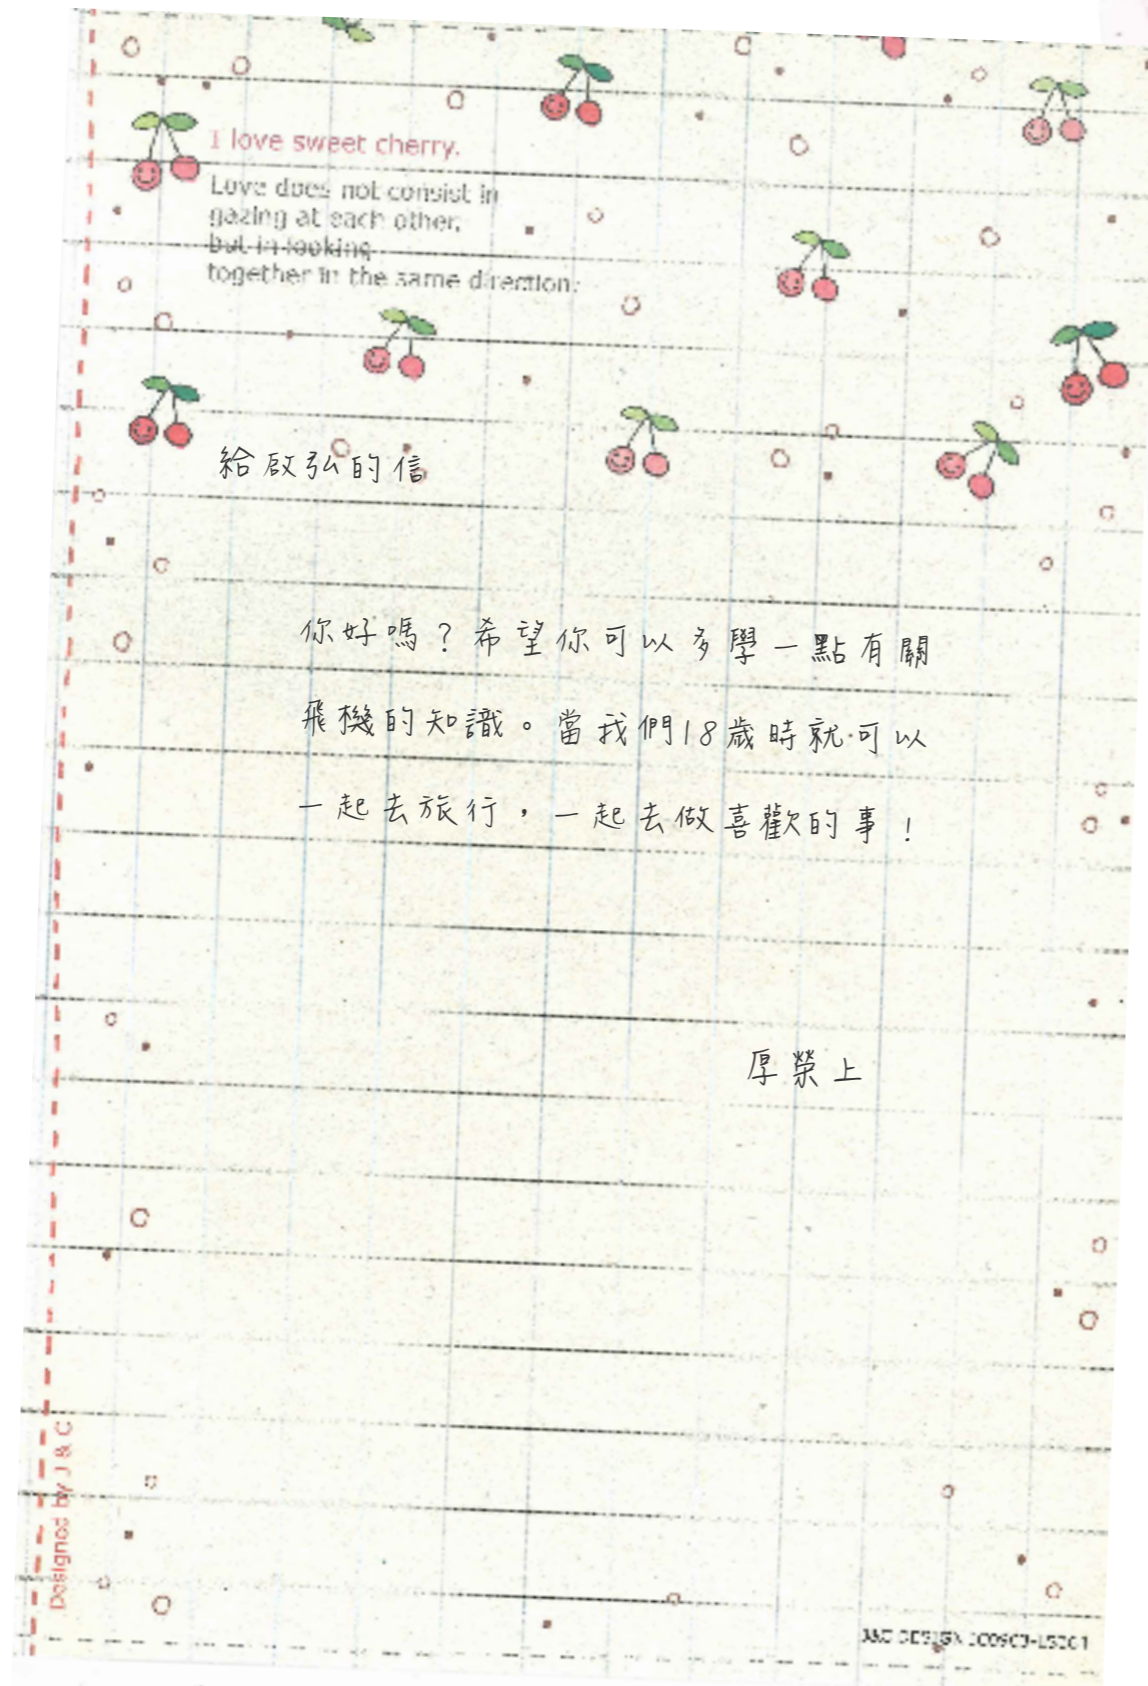 I love sweet cherry.
Love does not consist in
gazing at each other,
but in looking
together in the same direction.
給啟弘的信
你好嗎？希望你可以多學一點有關
飛機的知識。當我們18歲時就可以
一起去旅行，一起去做喜歡的事！
厚榮上
Designed by J & C
J&C DESIGN